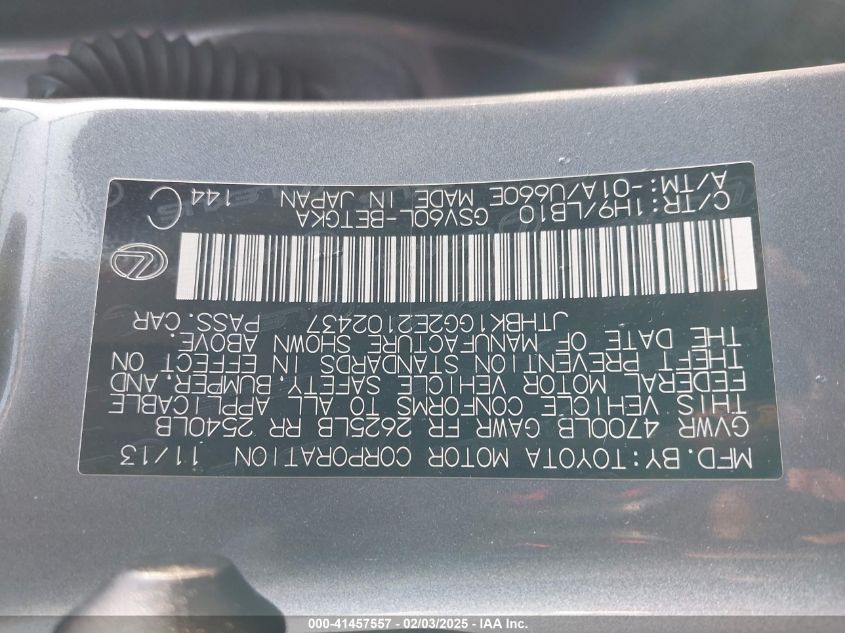 MFD.BY:TOYOTA MOTOR CORPORATION 11/13
GVWR 4700LB GAWR FR. 2625LB RR 2540LB
THIS VEHICLE CONFORMS TO ALL APPLICABLE
FEDERAL MOTOR VEHICLE SAFETY, BUMPER, AND
THEFT PREVENTION STANDARDS IN EFFECT ON
THE DATE OF MANUFACTURE SHOWN ABOVE.
JTHBK1GG2E2102437 PASS. CAR
C/TR:1H9/LB10 GSV60L-BETGKA 144 C
A/TM:-01A/U660E MADE IN JAPAN
000-41457557 - 02/03/2025 - © IAA Inc.